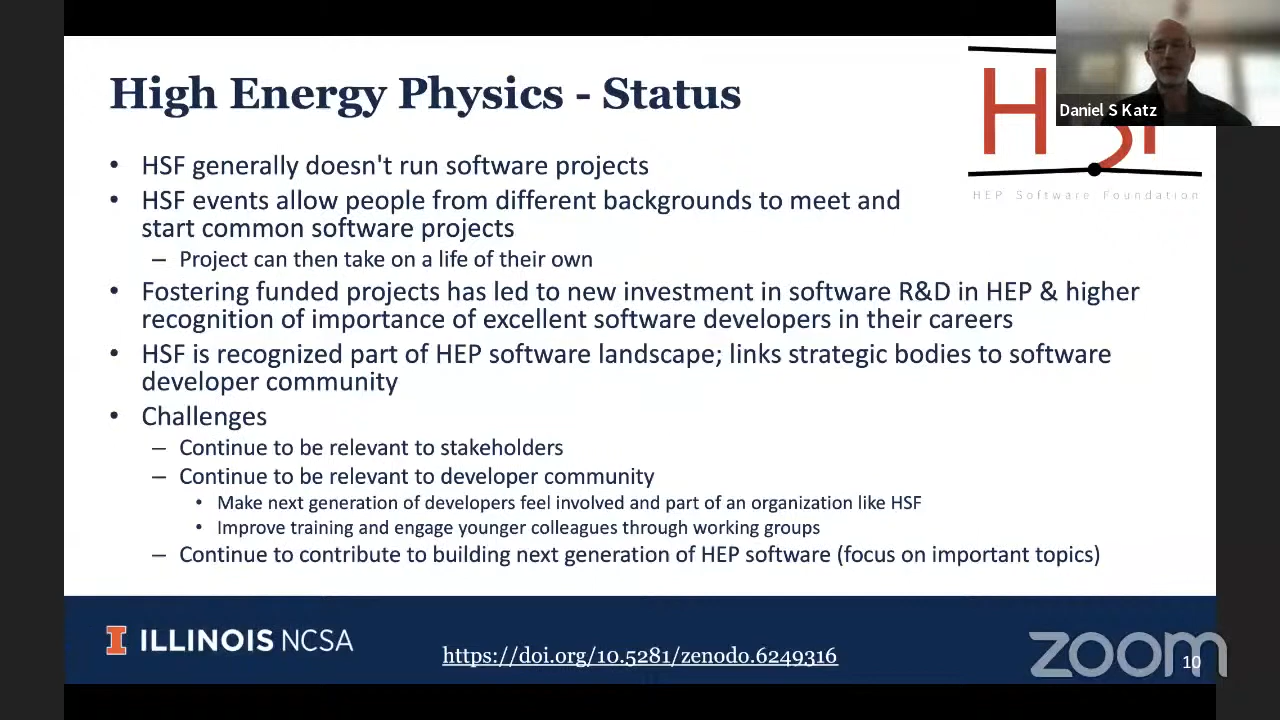 High Energy Physics - Status
Daniel S Katz
HEP Software Foundation
• HSF generally doesn't run software projects
• HSF events allow people from different backgrounds to meet and
start common software projects
– Project can then take on a life of their own
• Fostering funded projects has led to new investment in software R&D in HEP & higher
recognition of importance of excellent software developers in their careers
• HSF is recognized part of HEP software landscape; links strategic bodies to software
developer community
• Challenges
– Continue to be relevant to stakeholders
– Continue to be relevant to developer community
• Make next generation of developers feel involved and part of an organization like HSF
• Improve training and engage younger colleagues through working groups
– Continue to contribute to building next generation of HEP software (focus on important topics)
I ILLINOIS NCSA
https://doi.org/10.5281/zenodo.6249316
zoom
10